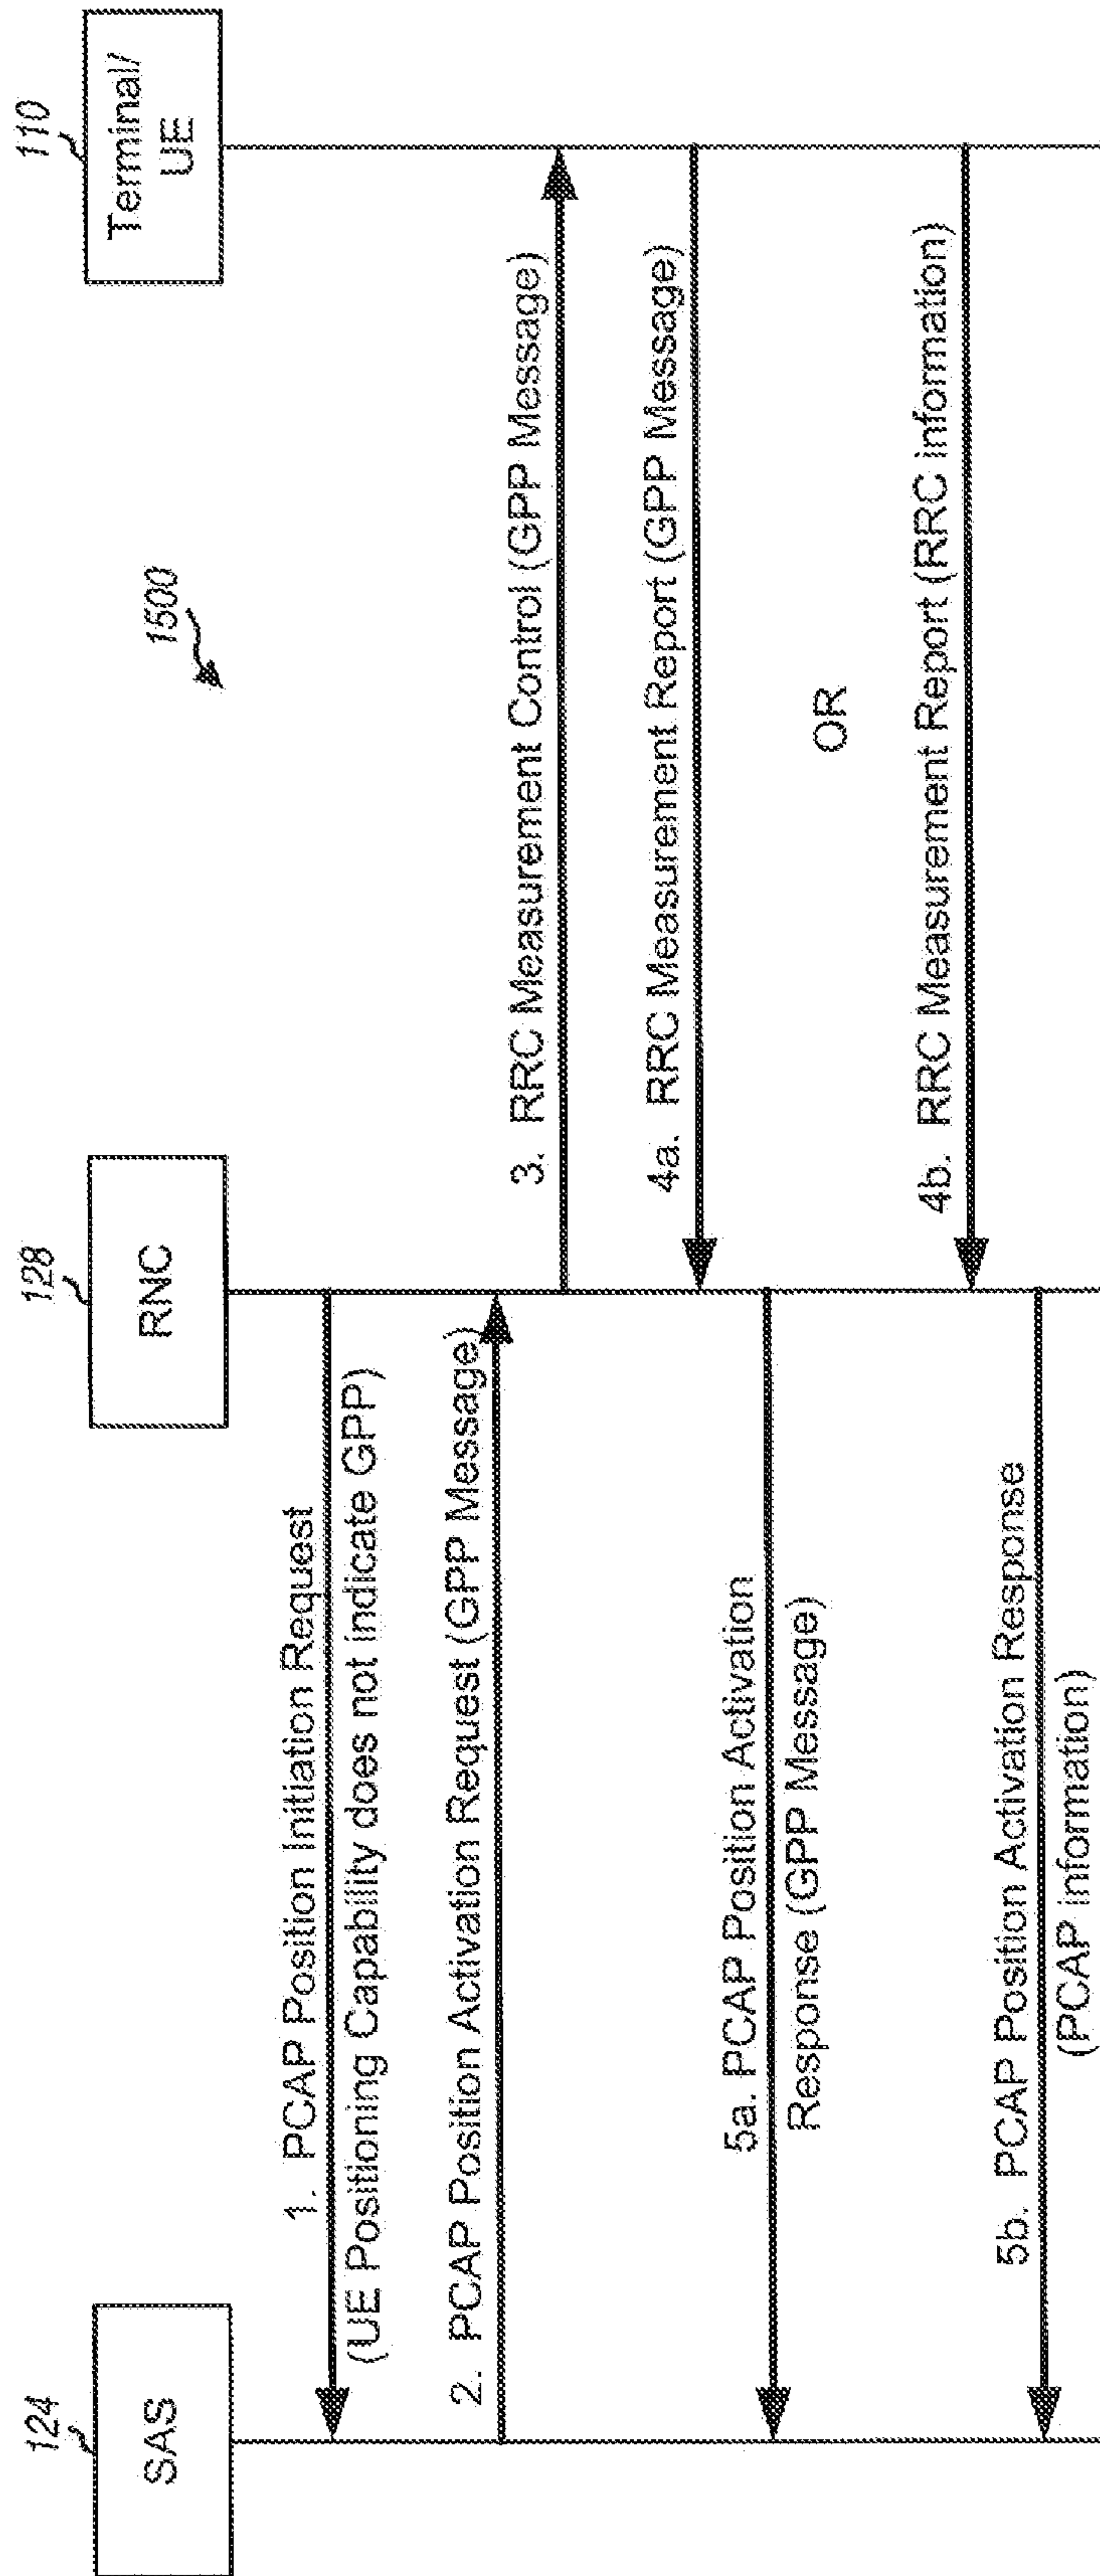 1500
124
SAS
128
RNC
110
Terminal/
UE
1. PCAP Position Initiation Request
(UE Positioning Capability does not indicate GPP)
2. PCAP Position Activation Request (GPP Message)
3. RRC Measurement Control (GPP Message)
4a. RRC Measurement Report (GPP Message)
5a. PCAP Position Activation
Response (GPP Message)
OR
4b. RRC Measurement Report (RRC information)
5b. PCAP Position Activation Response
(PCAP information)